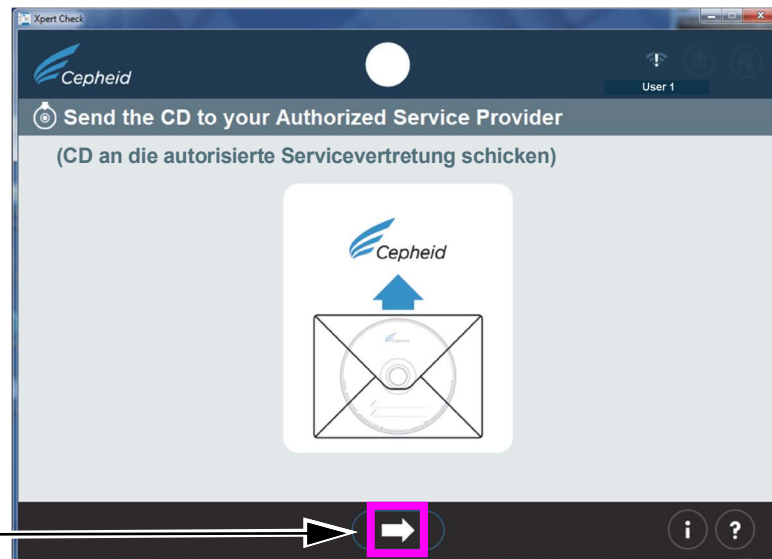 Xpert Check
Cepheid
User 1
Send the CD to your Authorized Service Provider
(CD an die autorisierte Servicevertretung schicken)
Cepheid
Cepheid
i
?